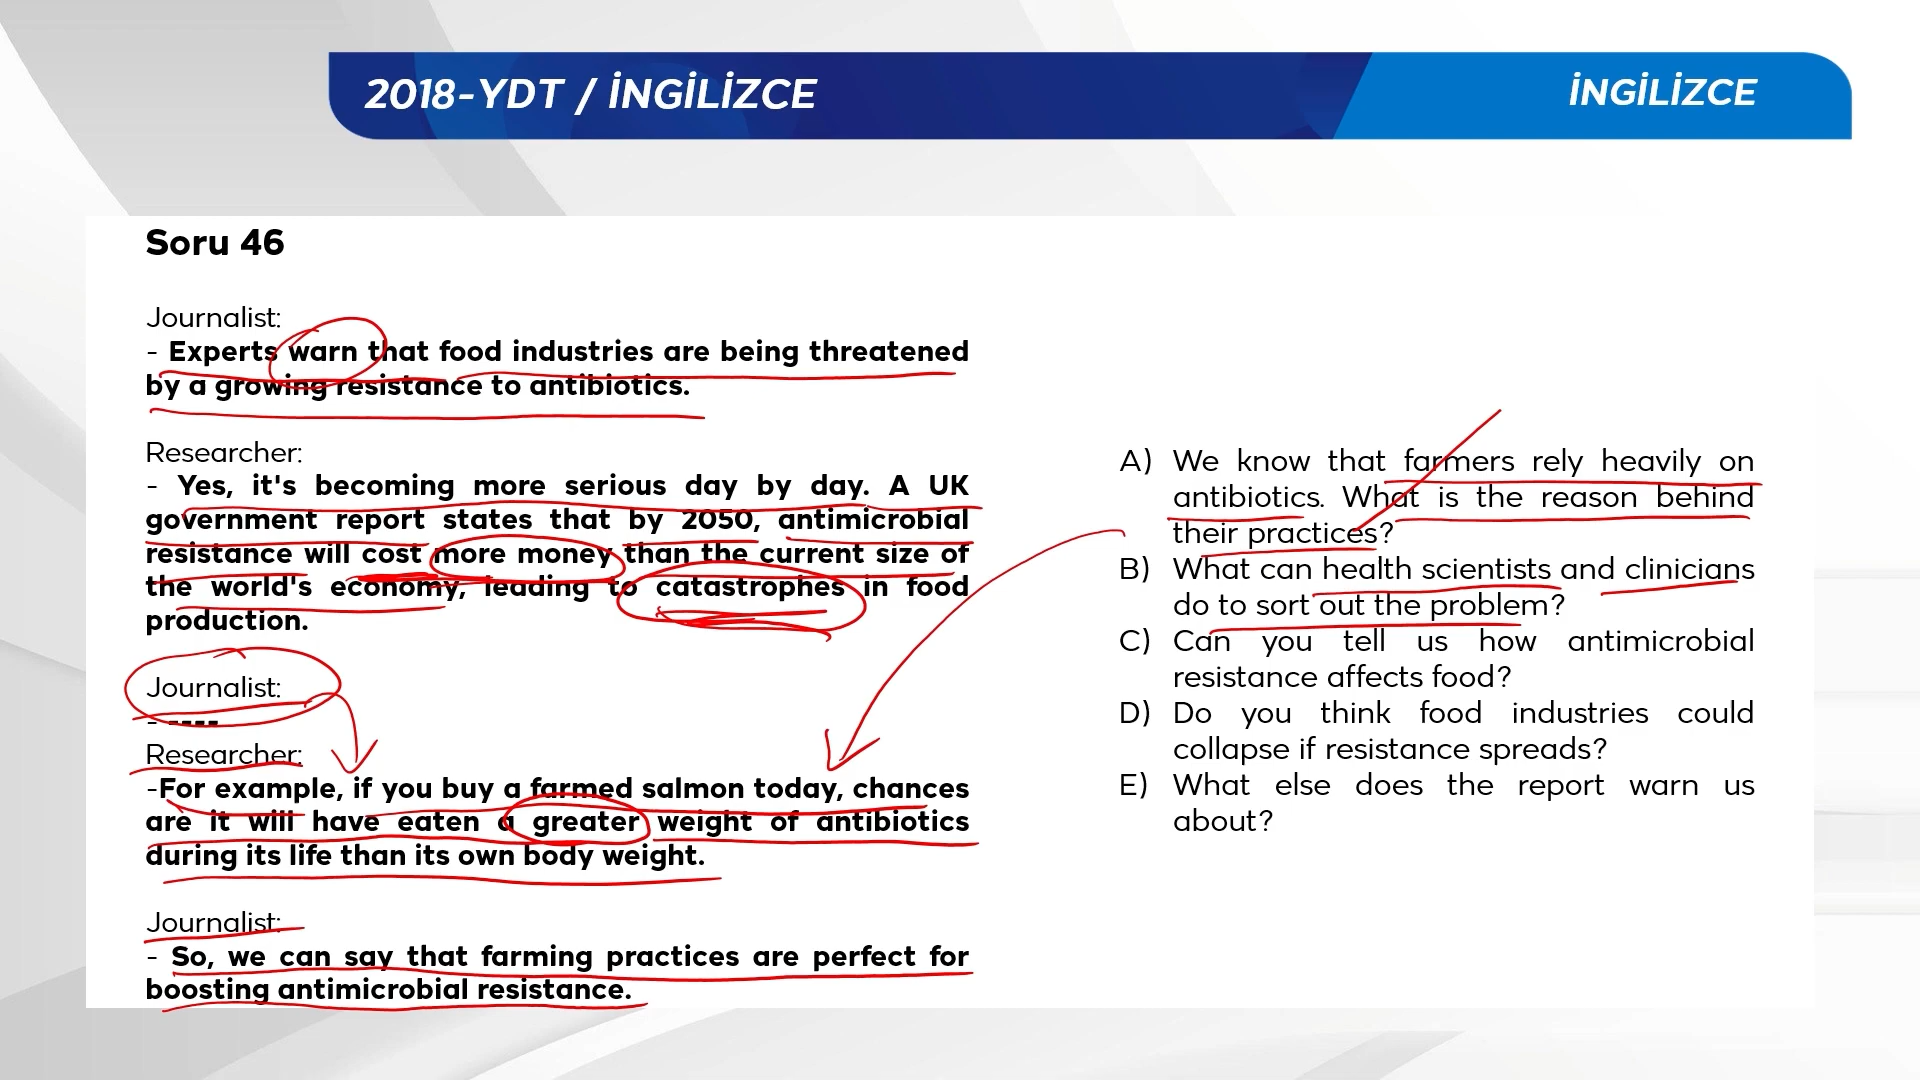 2018-YDT / İNGİLİZCE
İNGİLİZCE
Soru 46
Journalist:
- Experts warn that food industries are being threatened
by a growing resistance to antibiotics.
Researcher:
- Yes, it's becoming more serious day by day. A UK
government report states that by 2050, antimicrobial
resistance will cost more money than the current size of
the world's economy, leading to catastrophes in food
production.
Journalist:
- ----
Researcher:
-For example, if you buy a farmed salmon today, chances
are it will have eaten a greater weight of antibiotics
during its life than its own body weight.
Journalist:
- So, we can say that farming practices are perfect for
boosting antimicrobial resistance.
A) We know that farmers rely heavily on
antibiotics. What is the reason behind
their practices?
B) What can health scientists and clinicians
do to sort out the problem?
C) Can you tell us how antimicrobial
resistance affects food?
D) Do you think food industries could
collapse if resistance spreads?
E) What else does the report warn us
about?